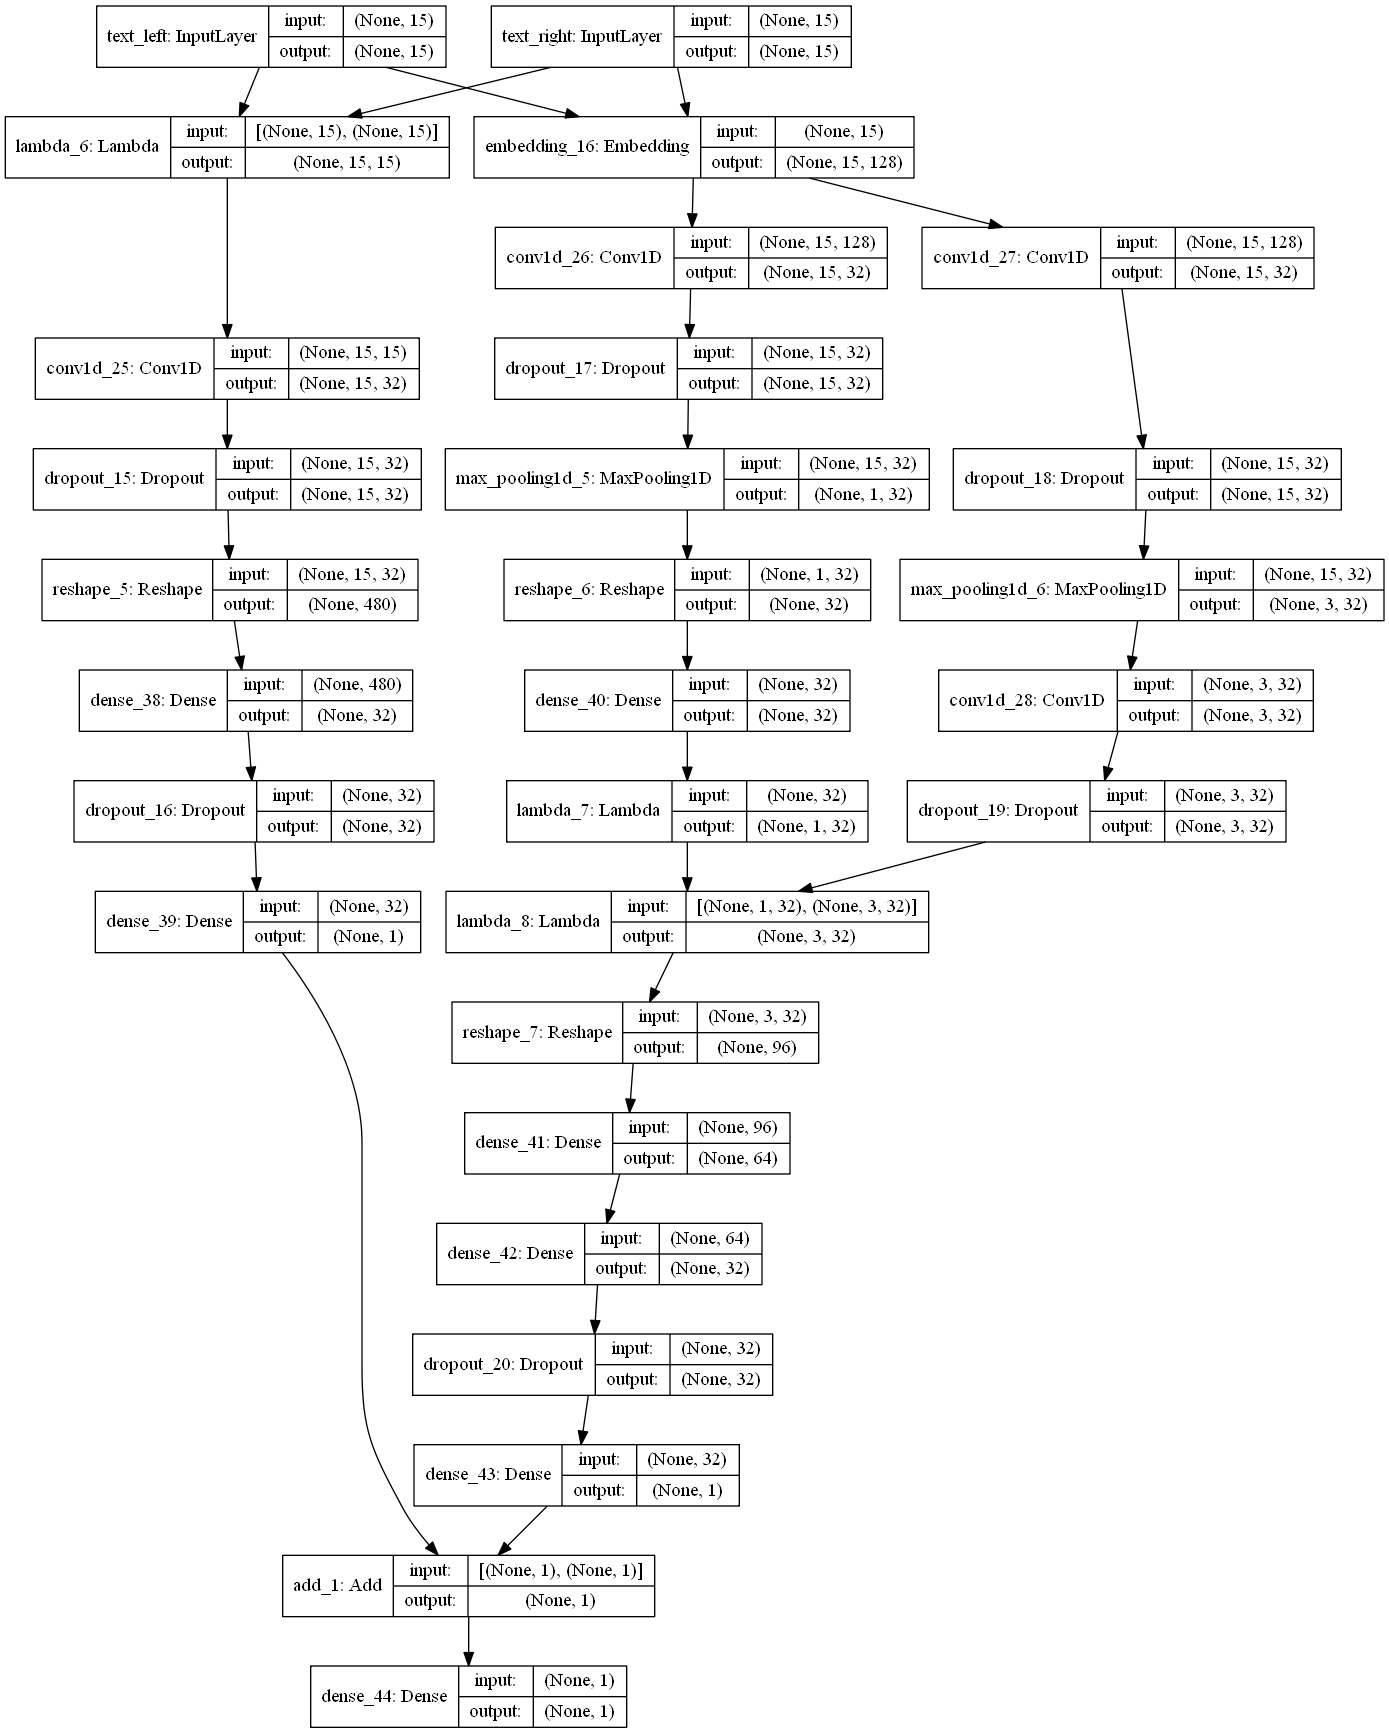 text_left: InputLayer input: (None, 15) output: (None, 15)
text_right: InputLayer input: (None, 15) output: (None, 15)
lambda_6: Lambda input: [(None, 15), (None, 15)] output: (None, 15, 15)
embedding_16: Embedding input: (None, 15) output: (None, 15, 128)
conv1d_26: Conv1D input: (None, 15, 128) output: (None, 15, 32)
conv1d_27: Conv1D input: (None, 15, 128) output: (None, 15, 32)
conv1d_25: Conv1D input: (None, 15, 15) output: (None, 15, 32)
dropout_17: Dropout input: (None, 15, 32) output: (None, 15, 32)
dropout_15: Dropout input: (None, 15, 32) output: (None, 15, 32)
max_pooling1d_5: MaxPooling1D input: (None, 15, 32) output: (None, 1, 32)
dropout_18: Dropout input: (None, 15, 32) output: (None, 15, 32)
reshape_5: Reshape input: (None, 15, 32) output: (None, 480)
reshape_6: Reshape input: (None, 1, 32) output: (None, 32)
max_pooling1d_6: MaxPooling1D input: (None, 15, 32) output: (None, 3, 32)
dense_38: Dense input: (None, 480) output: (None, 32)
dense_40: Dense input: (None, 32) output: (None, 32)
conv1d_28: Conv1D input: (None, 3, 32) output: (None, 3, 32)
dropout_16: Dropout input: (None, 32) output: (None, 32)
lambda_7: Lambda input: (None, 32) output: (None, 1, 32)
dropout_19: Dropout input: (None, 3, 32) output: (None, 3, 32)
dense_39: Dense input: (None, 32) output: (None, 1)
lambda_8: Lambda input: [(None, 1, 32), (None, 3, 32)] output: (None, 3, 32)
reshape_7: Reshape input: (None, 3, 32) output: (None, 96)
dense_41: Dense input: (None, 96) output: (None, 64)
dense_42: Dense input: (None, 64) output: (None, 32)
dropout_20: Dropout input: (None, 32) output: (None, 32)
dense_43: Dense input: (None, 32) output: (None, 1)
add_1: Add input: [(None, 1), (None, 1)] output: (None, 1)
dense_44: Dense input: (None, 1) output: (None, 1)